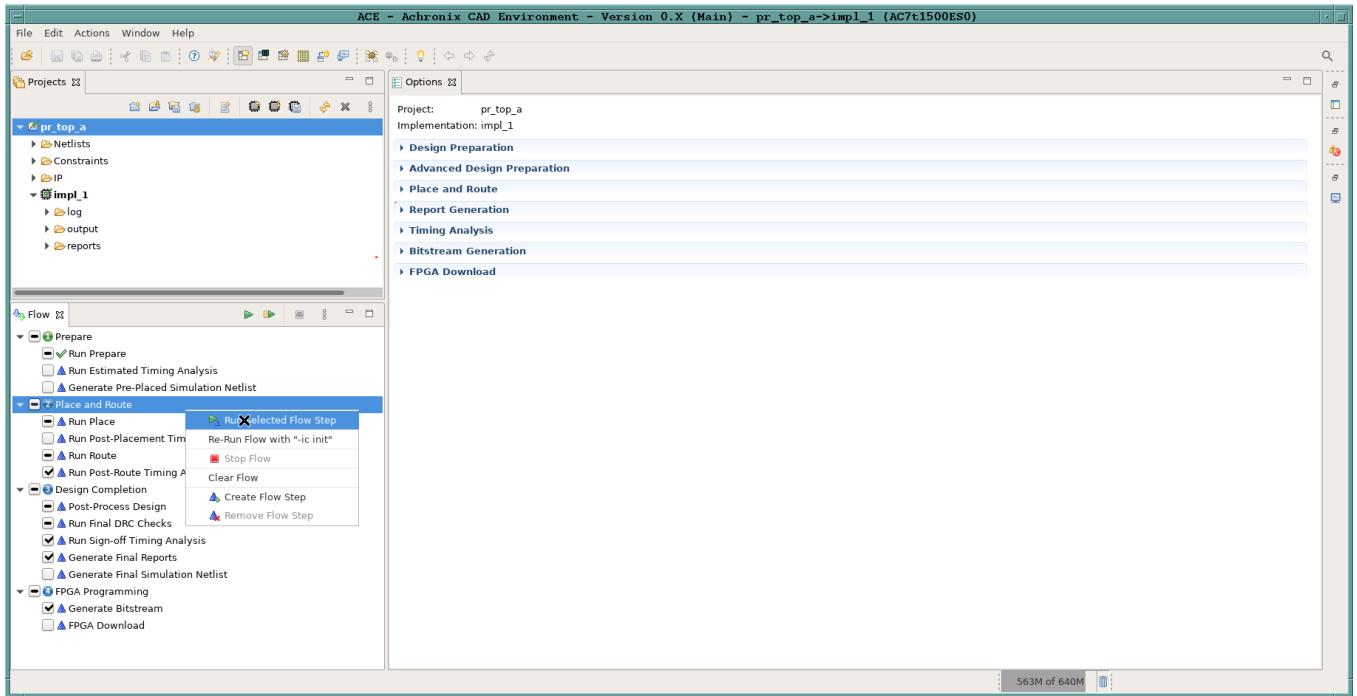 ACE - Achronix CAD Environment - Version 0.X (Main) - pr_top_a->impl_1 (AC7t1500ES0)
File Edit Actions Window Help
Projects
pr_top_a
Netlists
Constraints
IP
impl_1
log
output
reports
Options
Project: pr_top_a
Implementation: impl_1
Design Preparation
Advanced Design Preparation
Place and Route
Report Generation
Timing Analysis
Bitstream Generation
FPGA Download
Flow
1 Prepare
Run Prepare
Run Estimated Timing Analysis
Generate Pre-Placed Simulation Netlist
2 Place and Route
Run Place
Run Post-Placement Tim
Run Route
Run Post-Route Timing A
3 Design Completion
Post-Process Design
Run Final DRC Checks
Run Sign-off Timing Analysis
Generate Final Reports
Generate Final Simulation Netlist
4 FPGA Programming
Generate Bitstream
FPGA Download
Run Selected Flow Step
Re-Run Flow with "-ic init"
Stop Flow
Clear Flow
Create Flow Step
Remove Flow Step
563M of 640M